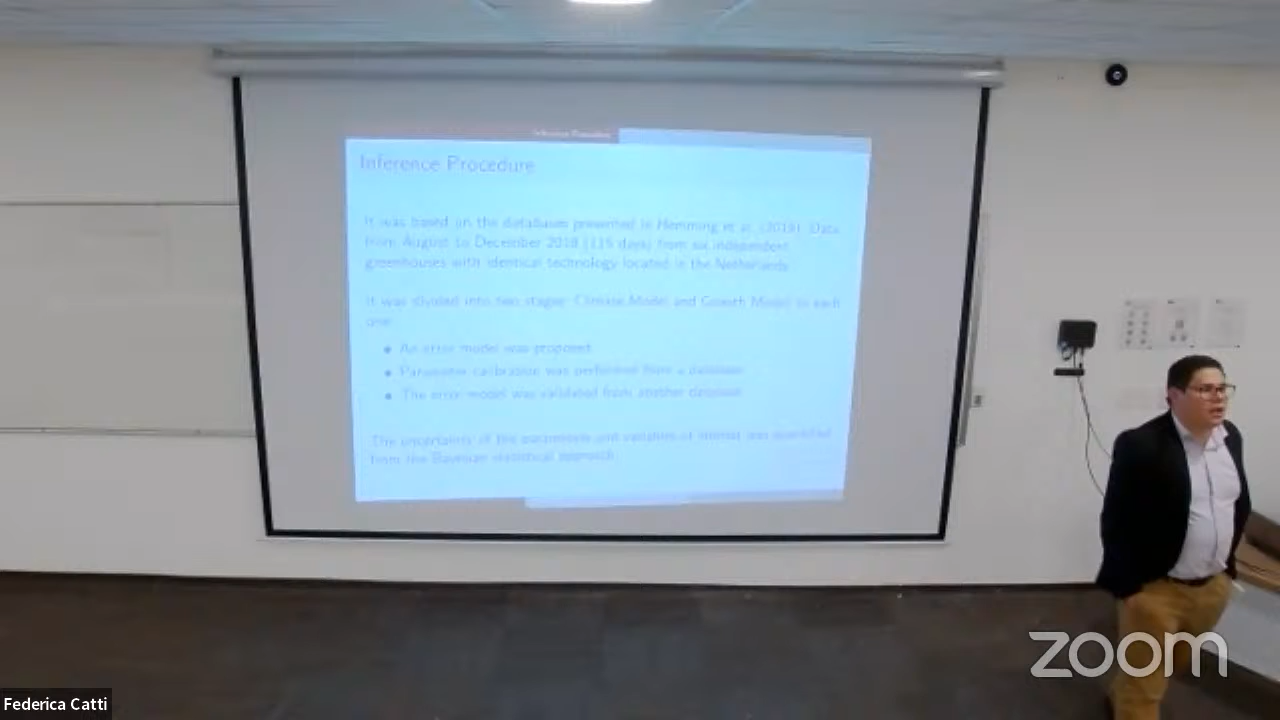 Inference Procedure
Inference Procedure
It was based on the database presented in Hemming et al. (2019). Data
from August to December 2018 (115 days) from six independent
greenhouses with identical technology located in the Netherlands
It was divided into two stages: Climate Model and Growth Model. In each
one:
An error model was proposed
Parameter calibration was performed from a database
The error model was validated from another database
The uncertainty of the parameters and variables of interest was quantified
from the Bayesian statistical approach
zoom
Federica Catti